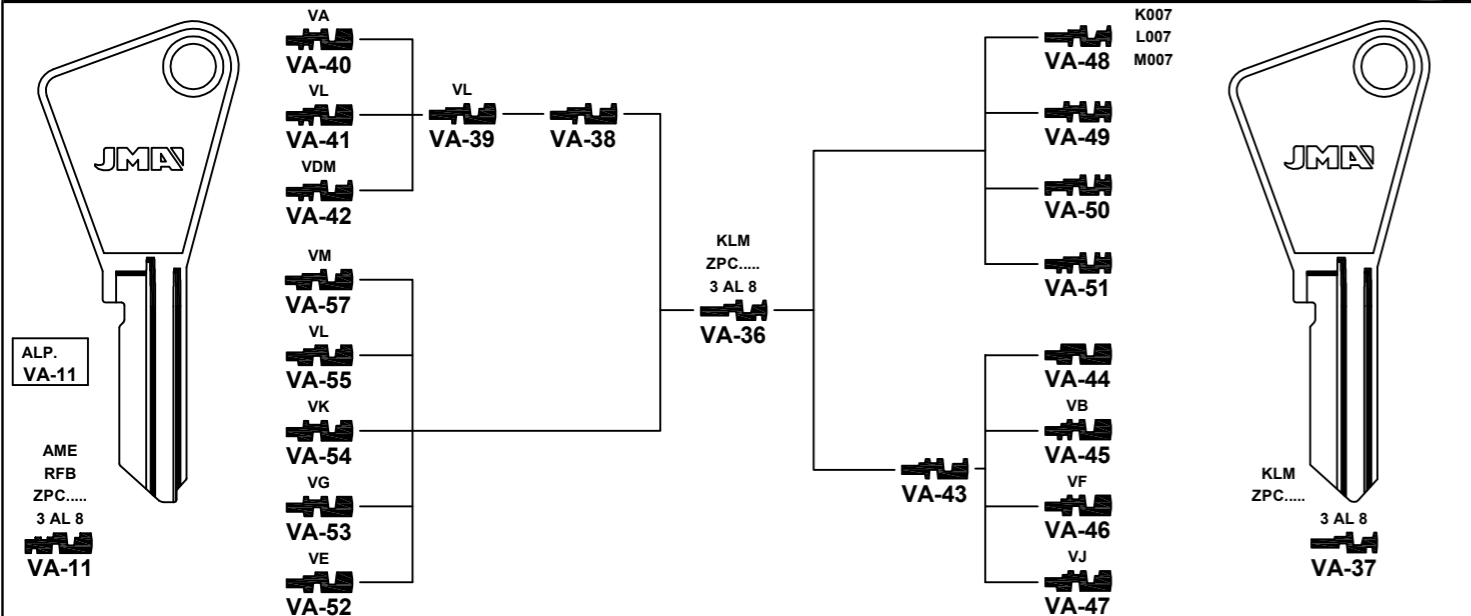 JMA
ALP.
VA-11
AME
RFB
ZPC.....
3 AL 8
VA-11
VA
VA-40
VL
VA-41
VDM
VA-42
VL
VA-39
VA-38
VM
VA-57
VL
VA-55
VK
VA-54
VG
VA-53
VE
VA-52
KLM
ZPC.....
3 AL 8
VA-36
K007
L007
M007
VA-48
VA-49
VA-50
VA-51
VA-43
VA-44
VB
VA-45
VF
VA-46
VJ
VA-47
JMA
KLM
ZPC.....
3 AL 8
VA-37